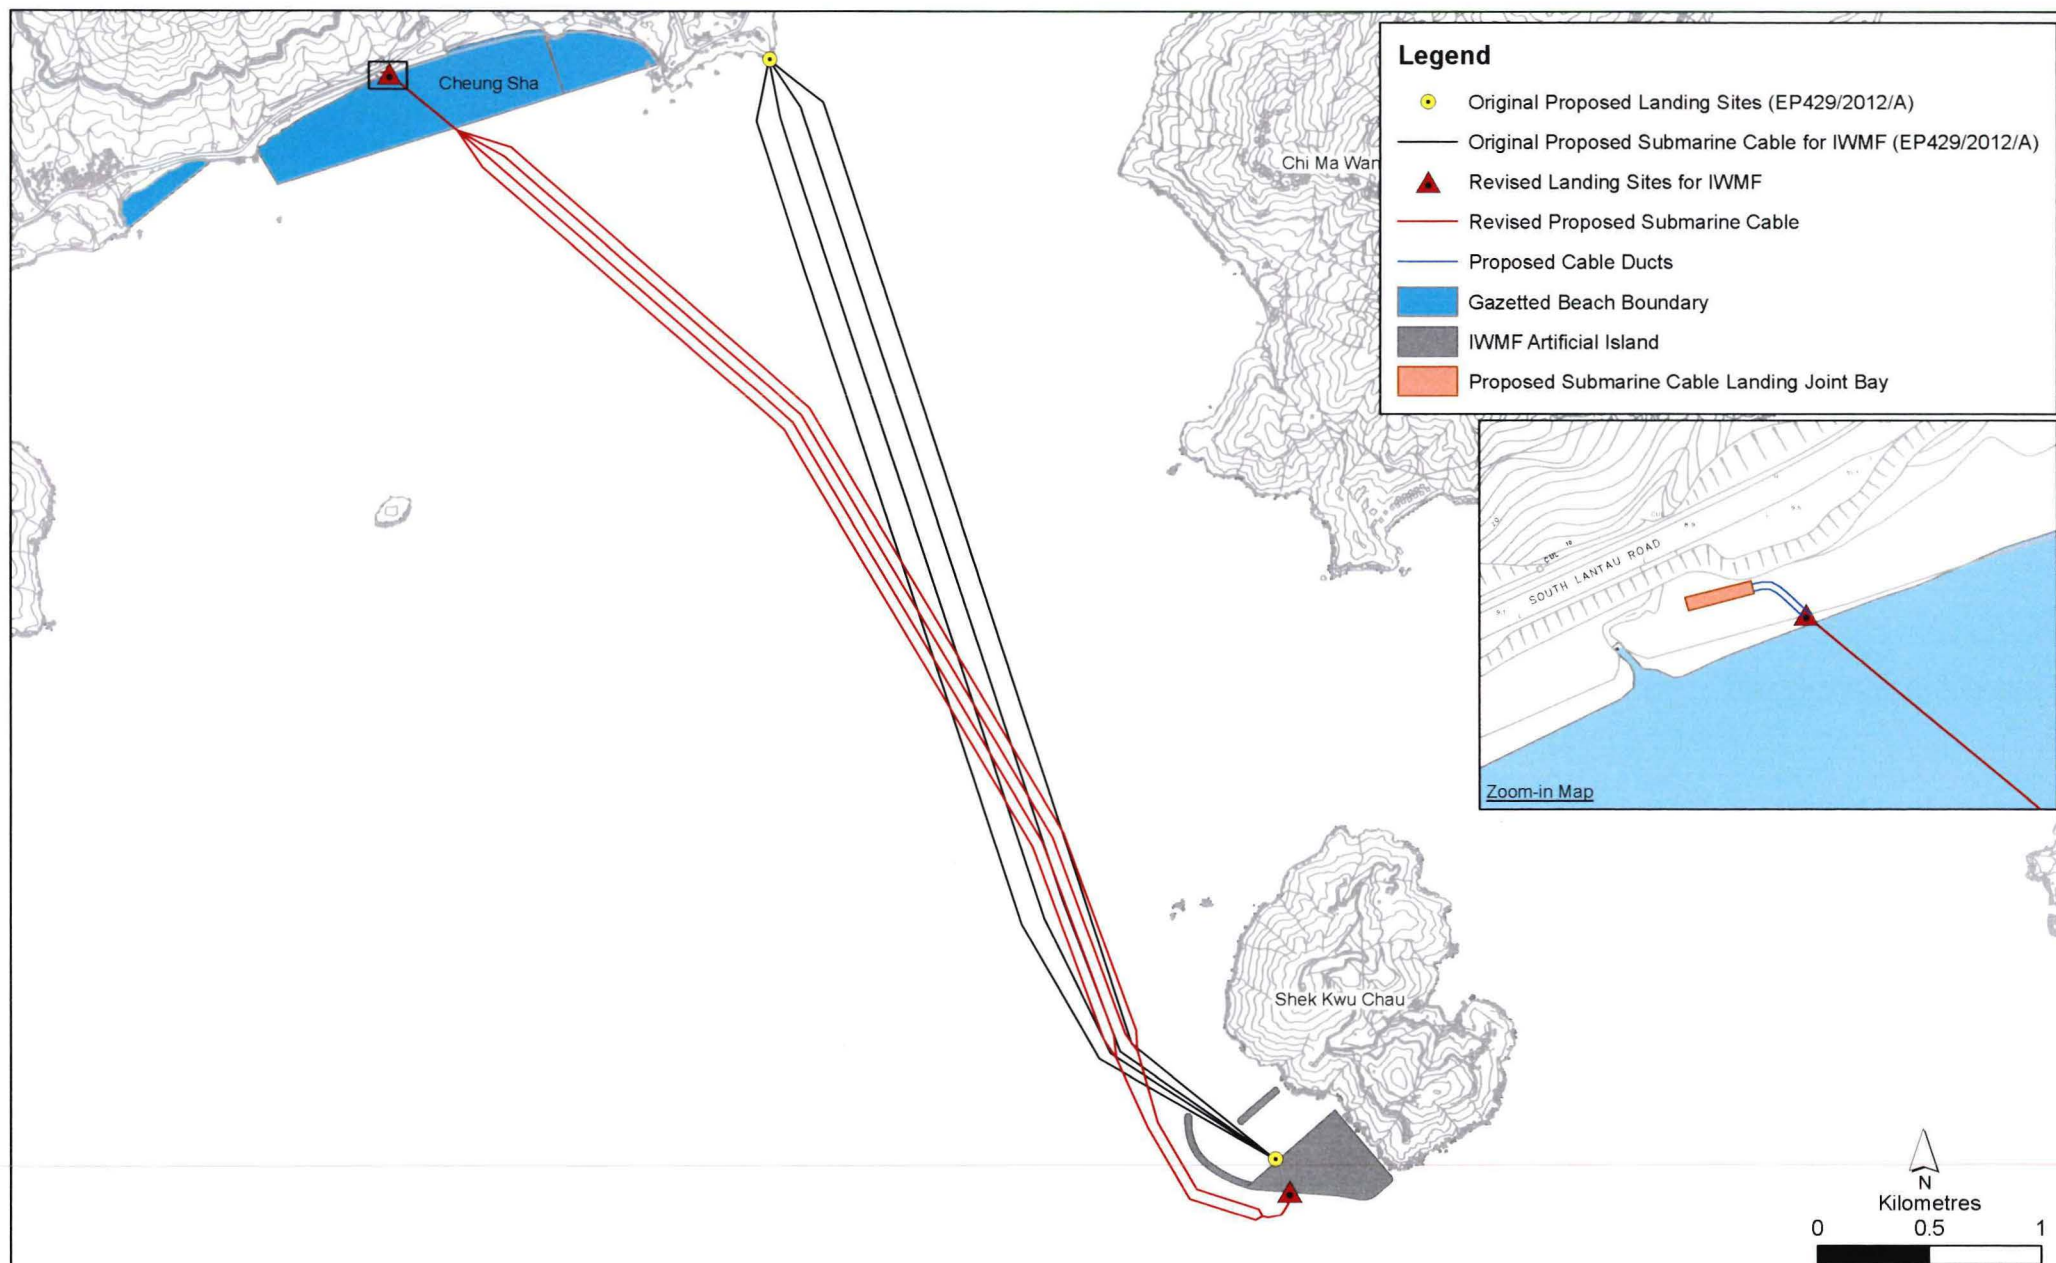 Legend
Original Proposed Landing Sites (EP429/2012/A)
Original Proposed Submarine Cable for IWMF (EP429/2012/A)
Revised Landing Sites for IWMF
Revised Proposed Submarine Cable
Proposed Cable Ducts
Gazetted Beach Boundary
IWMF Artificial Island
Proposed Submarine Cable Landing Joint Bay
Cheung Sha
Chi Ma Wan
SOUTH LANTAU ROAD
Zoom-in Map
Shek Kwu Chau
N
Kilometres
0 0.5 1